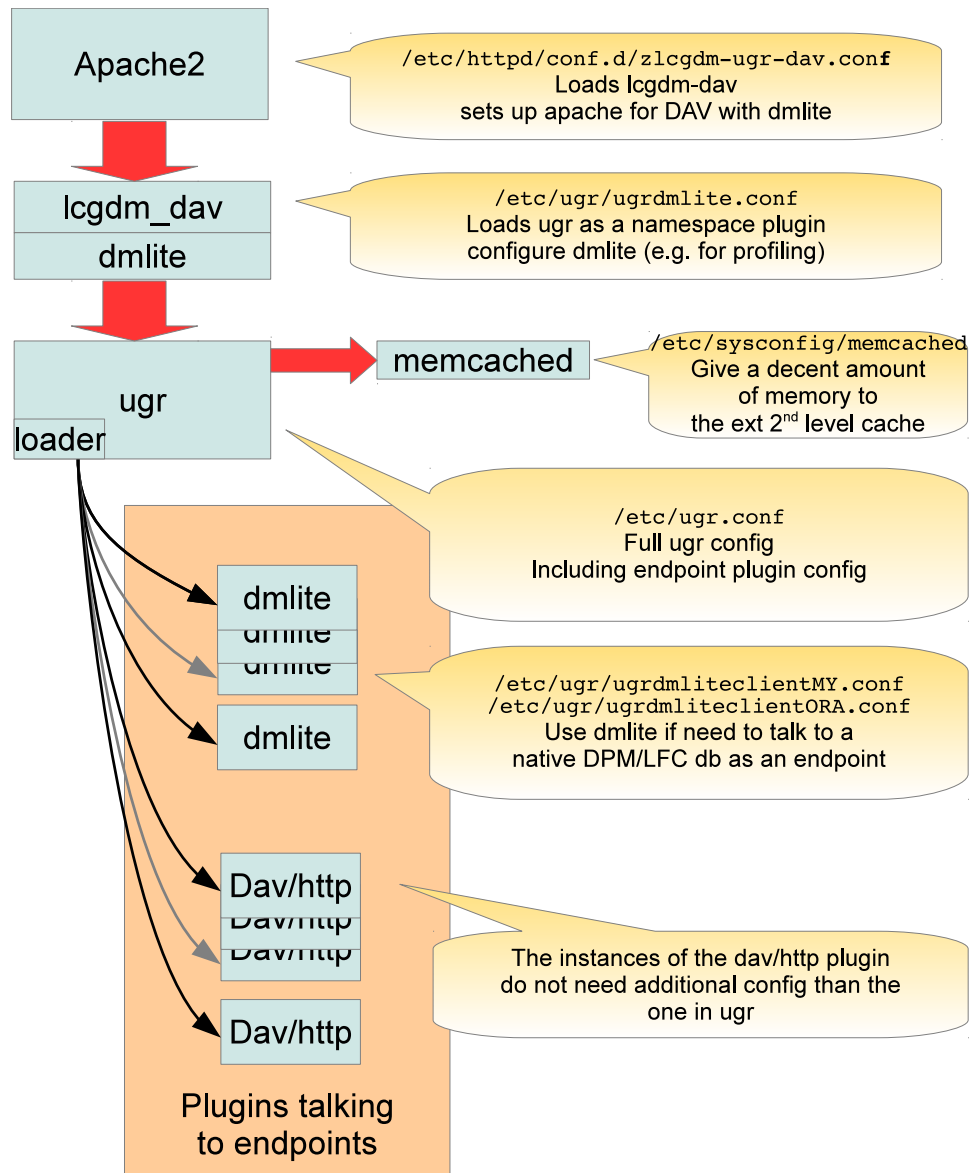 Apache2
/etc/httpd/conf.d/zlcgdm-ugr-dav.conf
Loads lcgdm-dav
sets up apache for DAV with dmlite
lcgdm_dav
dmlite
/etc/ugr/ugrdmlite.conf
Loads ugr as a namespace plugin
configure dmlite (e.g. for profiling)
ugr
loader
memcached
/etc/sysconfig/memcached
Give a decent amount
of memory to
the ext 2nd level cache
/etc/ugr.conf
Full ugr config
Including endpoint plugin config
dmlite
dmlite
dmlite
dmlite
/etc/ugr/ugrdmliteclientMY.conf
/etc/ugr/ugrdmliteclientORA.conf
Use dmlite if need to talk to a
native DPM/LFC db as an endpoint
Dav/http
Dav/http
Dav/http
Dav/http
The instances of the dav/http plugin
do not need additional config than the
one in ugr
Plugins talking
to endpoints